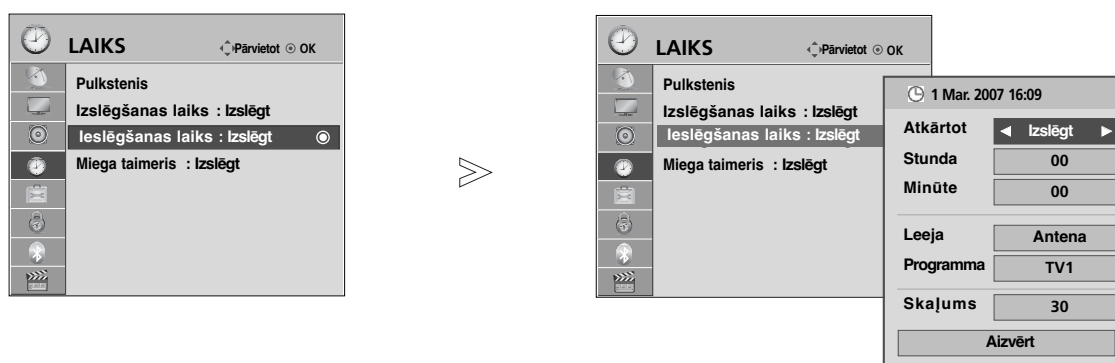 LAIKS Pārvietot OK
Pulkstenis
Izslēgšanas laiks : Izslēgt
Ieslēgšanas laiks : Izslēgt
Miega taimeris : Izslēgt
LAIKS Pārvietot OK
Pulkstenis
Izslēgšanas laiks : Izslēgt
Ieslēgšanas laiks : Izslēgt
Miega taimeris : Izslēgt
1 Mar. 2007 16:09
Atkārtot ◀ Izslēgt ▶
Stunda 00
Minūte 00
Leeja Antena
Programma TV1
Skaļums 30
Aizvērt